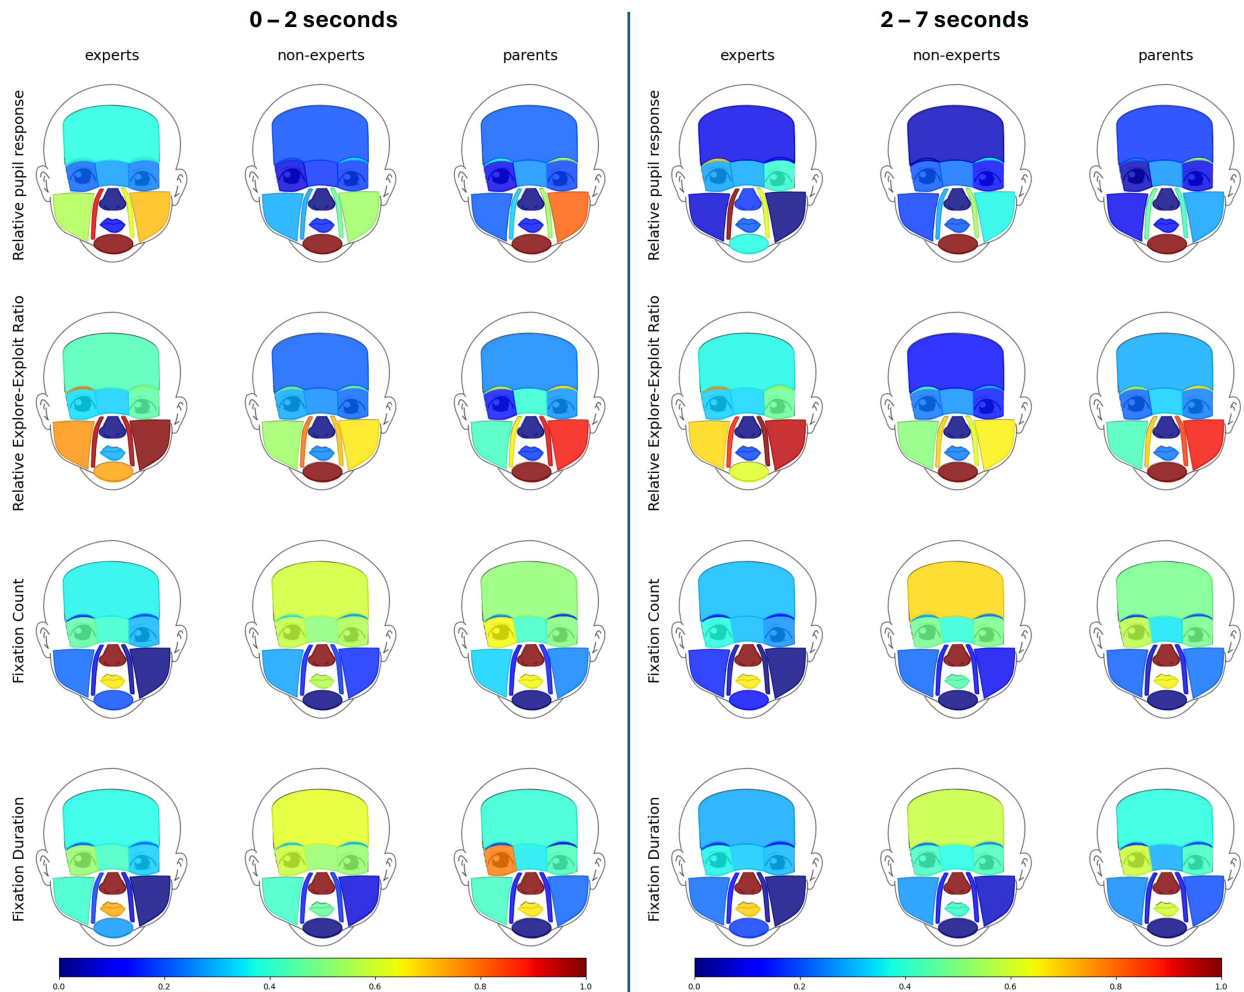 0 – 2 seconds
2 – 7 seconds
experts
non-experts
parents
experts
non-experts
parents
Relative pupil response
Relative pupil response
Relative Explore-Exploit Ratio
Relative Explore-Exploit Ratio
Fixation Count
Fixation Count
Fixation Duration
Fixation Duration
0.0 0.2 0.4 0.6 0.8 1.0
0.0 0.2 0.4 0.6 0.8 1.0